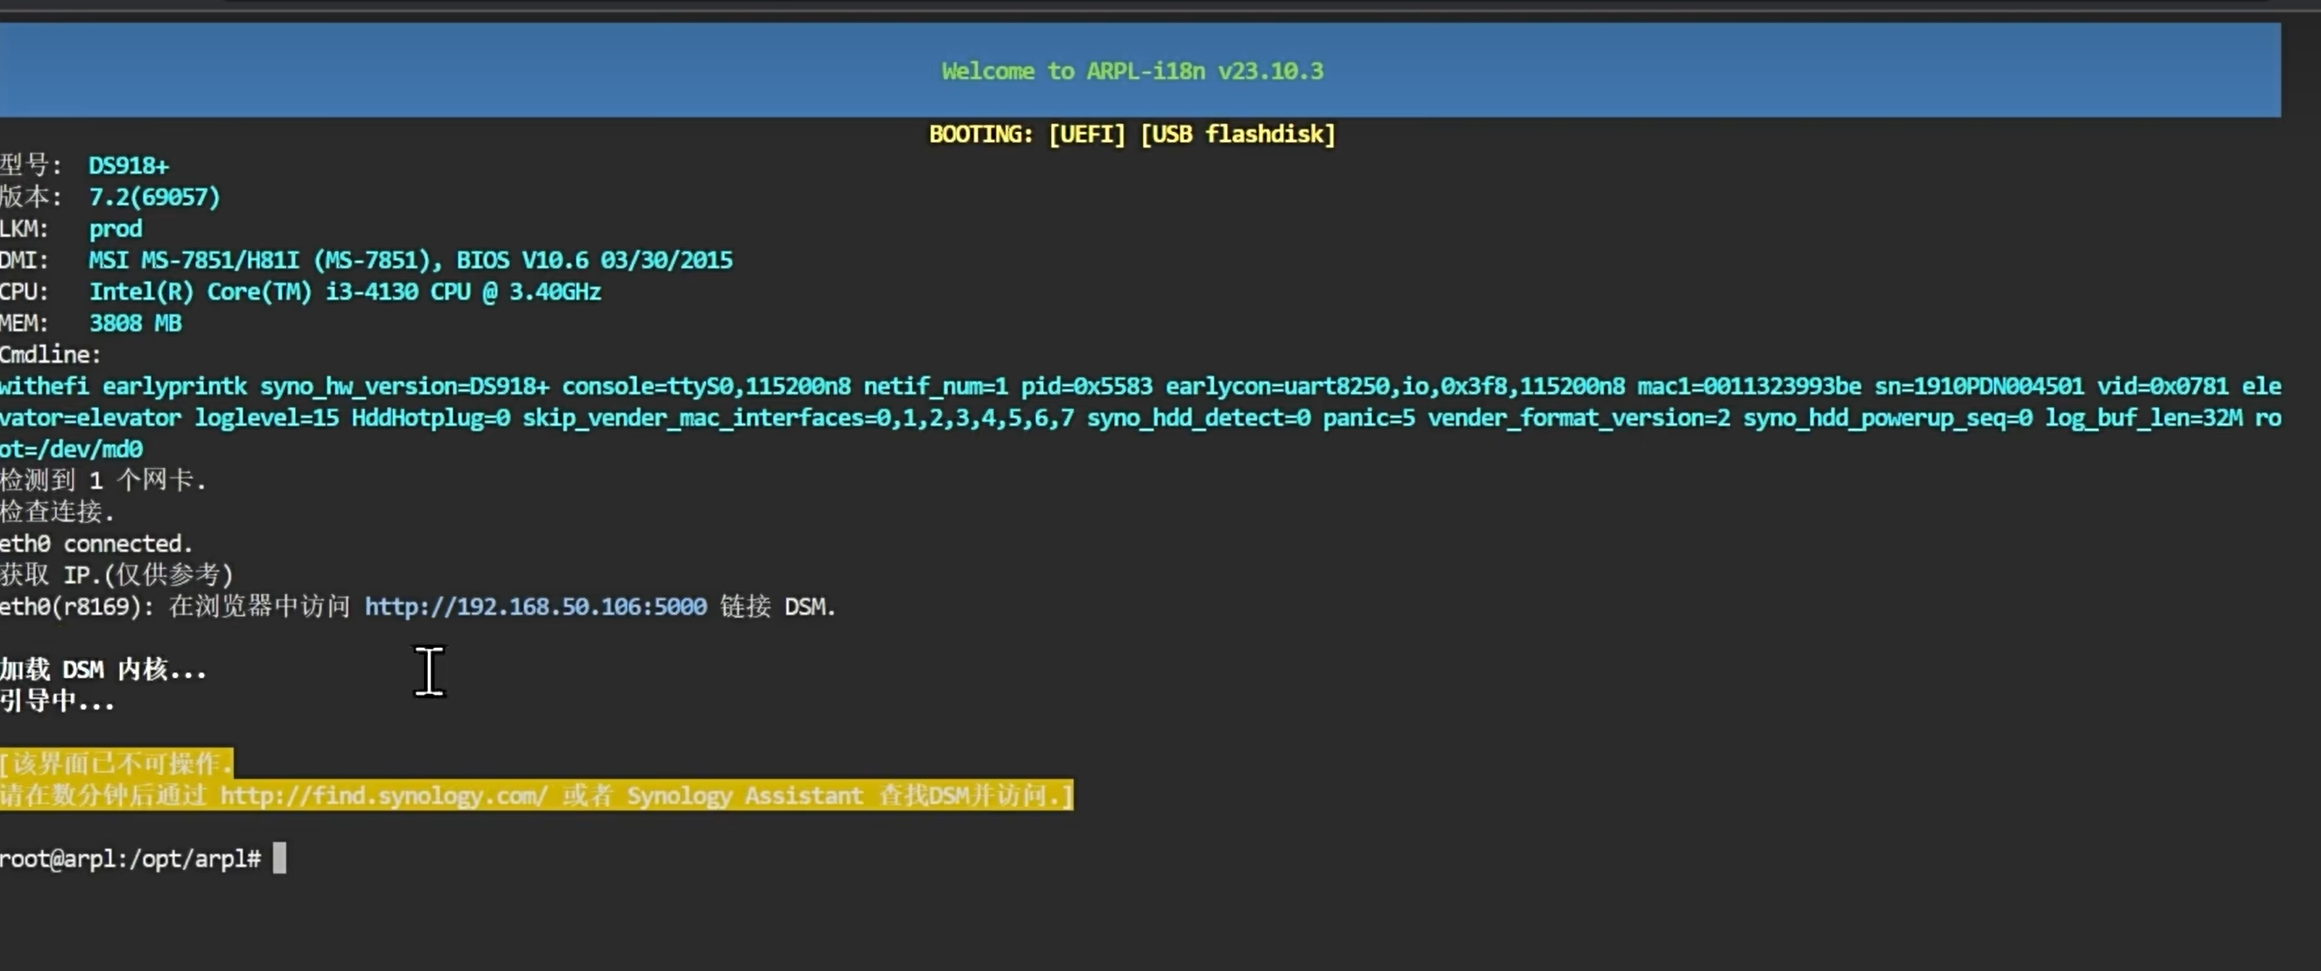 Welcome to ARPL-i18n v23.10.3
BOOTING: [UEFI] [USB flashdisk]
型号: DS918+
版本: 7.2(69057)
LKM: prod
DMI: MSI MS-7851/H81I (MS-7851), BIOS V10.6 03/30/2015
CPU: Intel(R) Core(TM) i3-4130 CPU @ 3.40GHz
MEM: 3808 MB
Cmdline:
withefi earlyprintk syno_hw_version=DS918+ console=ttyS0,115200n8 netif_num=1 pid=0x5583 earlycon=uart8250,io,0x3f8,115200n8 mac1=0011323993be sn=1910PDN004501 vid=0x0781 ele
vator=elevator loglevel=15 HddHotplug=0 skip_vender_mac_interfaces=0,1,2,3,4,5,6,7 syno_hdd_detect=0 panic=5 vender_format_version=2 syno_hdd_powerup_seq=0 log_buf_len=32M ro
ot=/dev/md0
检测到 1 个网卡.
检查连接.
eth0 connected.
获取 IP.(仅供参考)
eth0(r8169): 在浏览器中访问 http://192.168.50.106:5000 链接 DSM.
加载 DSM 内核...
引导中...
[该界面已不可操作.
请在数分钟后通过 http://find.synology.com/ 或者 Synology Assistant 查找DSM并访问.]
root@arpl:/opt/arpl#